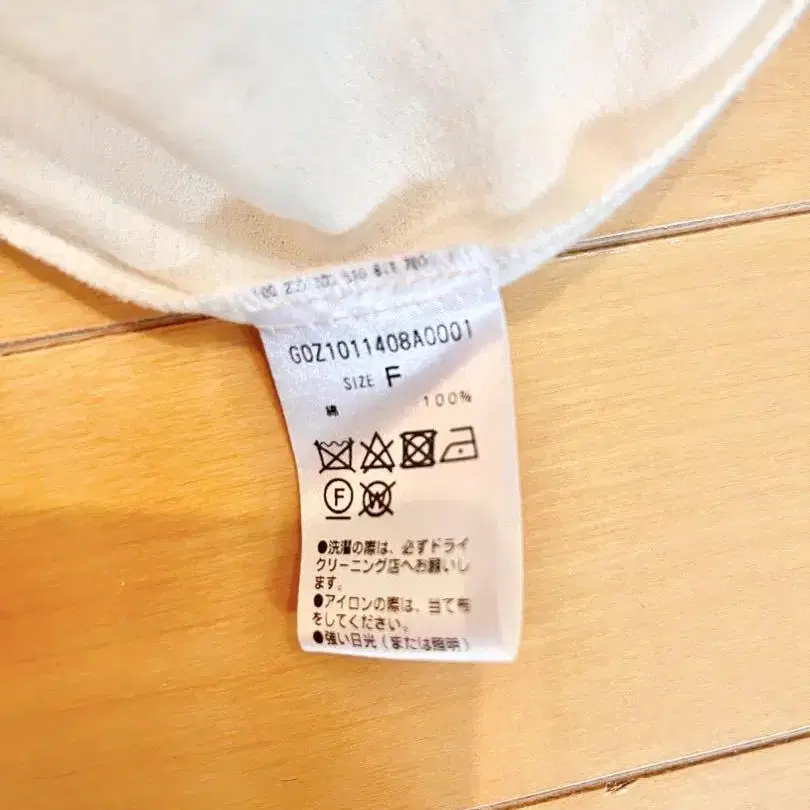 G0Z1011408A0001
SIZE F
綿 100%
F
W
●洗濯の際は、必ずドライ
クリーニング店へお願いし
ます。
●アイロンの際は、当て布
をしてください。
●強い日光(または照明)